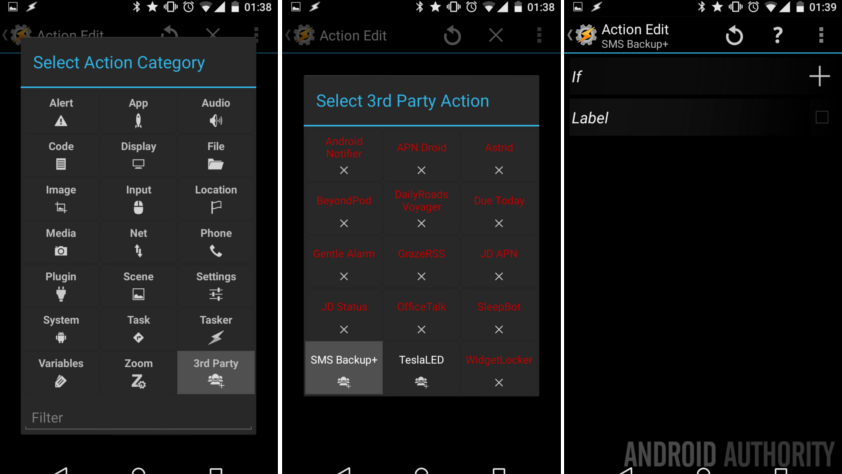 01:38
Action Edit
Select Action Category
Alert App Audio
Code Display File
Image Input Location
Media Net Phone
Plugin Scene Settings
System Task Tasker
Variables Zoom 3rd Party
Filter
01:38
Action Edit
Select 3rd Party Action
Android
Notifier
APN Droid
Astrid
BeyondPod
DailyRoads
Voyager
Due Today
Gentle Alarm
GrazeRSS
JD APN
JD Status
OfficeTalk
SleepBot
SMS Backup+
TeslaLED
WidgetLocker
01:39
Action Edit
SMS Backup+
If
Label
ANDROID AUTHORITY